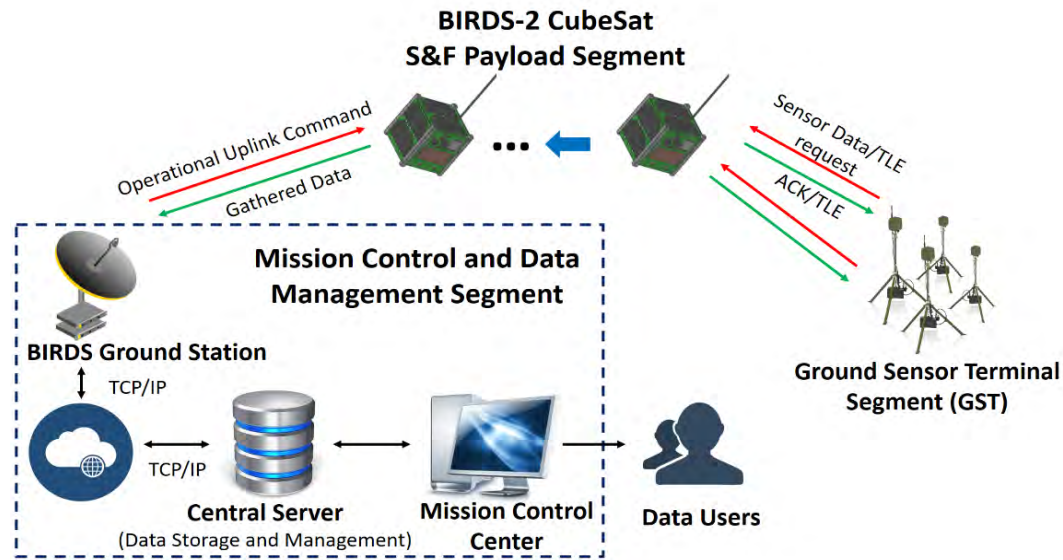 BIRDS-2 CubeSat
S&F Payload Segment
Operational Uplink Command
Gathered Data
...
Sensor Data/TLE
request
ACK/TLE
Mission Control and Data
Management Segment
BIRDS Ground Station
TCP/IP
TCP/IP
Central Server
(Data Storage and Management)
Mission Control
Center
Data Users
Ground Sensor Terminal
Segment (GST)